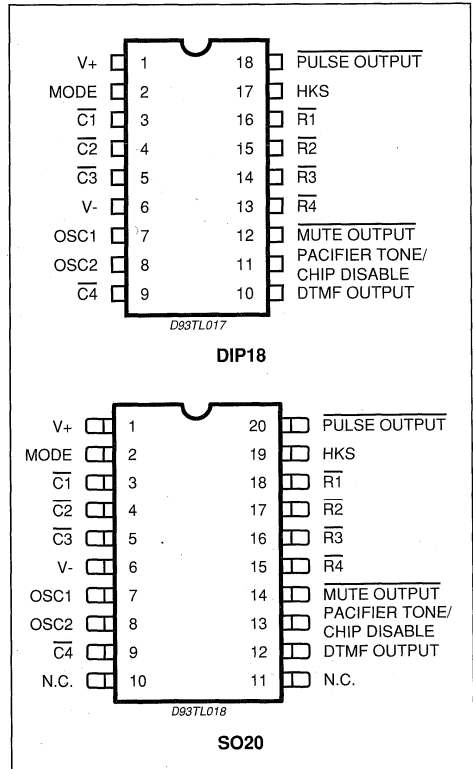 V+ 1 18 PULSE OUTPUT
MODE 2 17 HKS
C1 3 16 R1
C2 4 15 R2
C3 5 14 R3
V- 6 13 R4
OSC1 7 12 MUTE OUTPUT
OSC2 8 11 PACIFIER TONE/
CHIP DISABLE
C4 9 10 DTMF OUTPUT
D93TL017
DIP18
V+ 1 20 PULSE OUTPUT
MODE 2 19 HKS
C1 3 18 R1
C2 4 17 R2
C3 5 16 R3
V- 6 15 R4
OSC1 7 14 MUTE OUTPUT
OSC2 8 13 PACIFIER TONE/
CHIP DISABLE
C4 9 12 DTMF OUTPUT
N.C. 10 11 N.C.
D93TL018
SO20